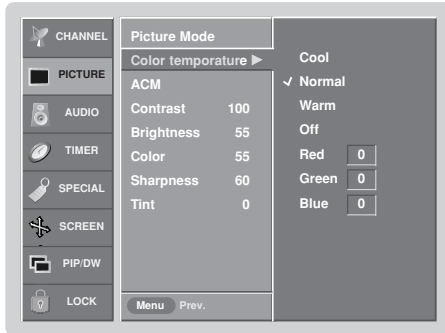 CHANNEL
PICTURE
AUDIO
TIMER
SPECIAL
SCREEN
PIP/DW
LOCK
Picture Mode
Color temporature ▶
ACM
Contrast 100
Brightness 55
Color 55
Sharpness 60
Tint 0
Menu Prev.
Cool
✓ Normal
Warm
Off
Red 0
Green 0
Blue 0